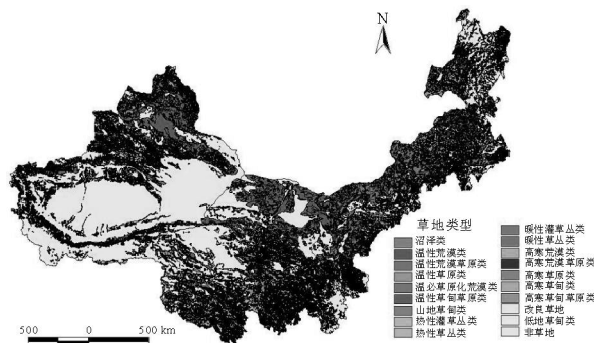 N
草地类型
沼泽类
温性荒漠类
温性荒漠草原类
温性草原类
温必草原化荒漠类
温性草甸草原类
山地草甸类
热性灌草丛类
热性草丛类
暖性灌草丛类
暖性草丛类
高寒荒漠类
高寒荒漠草原类
高寒草原类
高寒草甸类
高寒草甸草原类
改良草地
低地草甸类
非草地
500 0 500 km